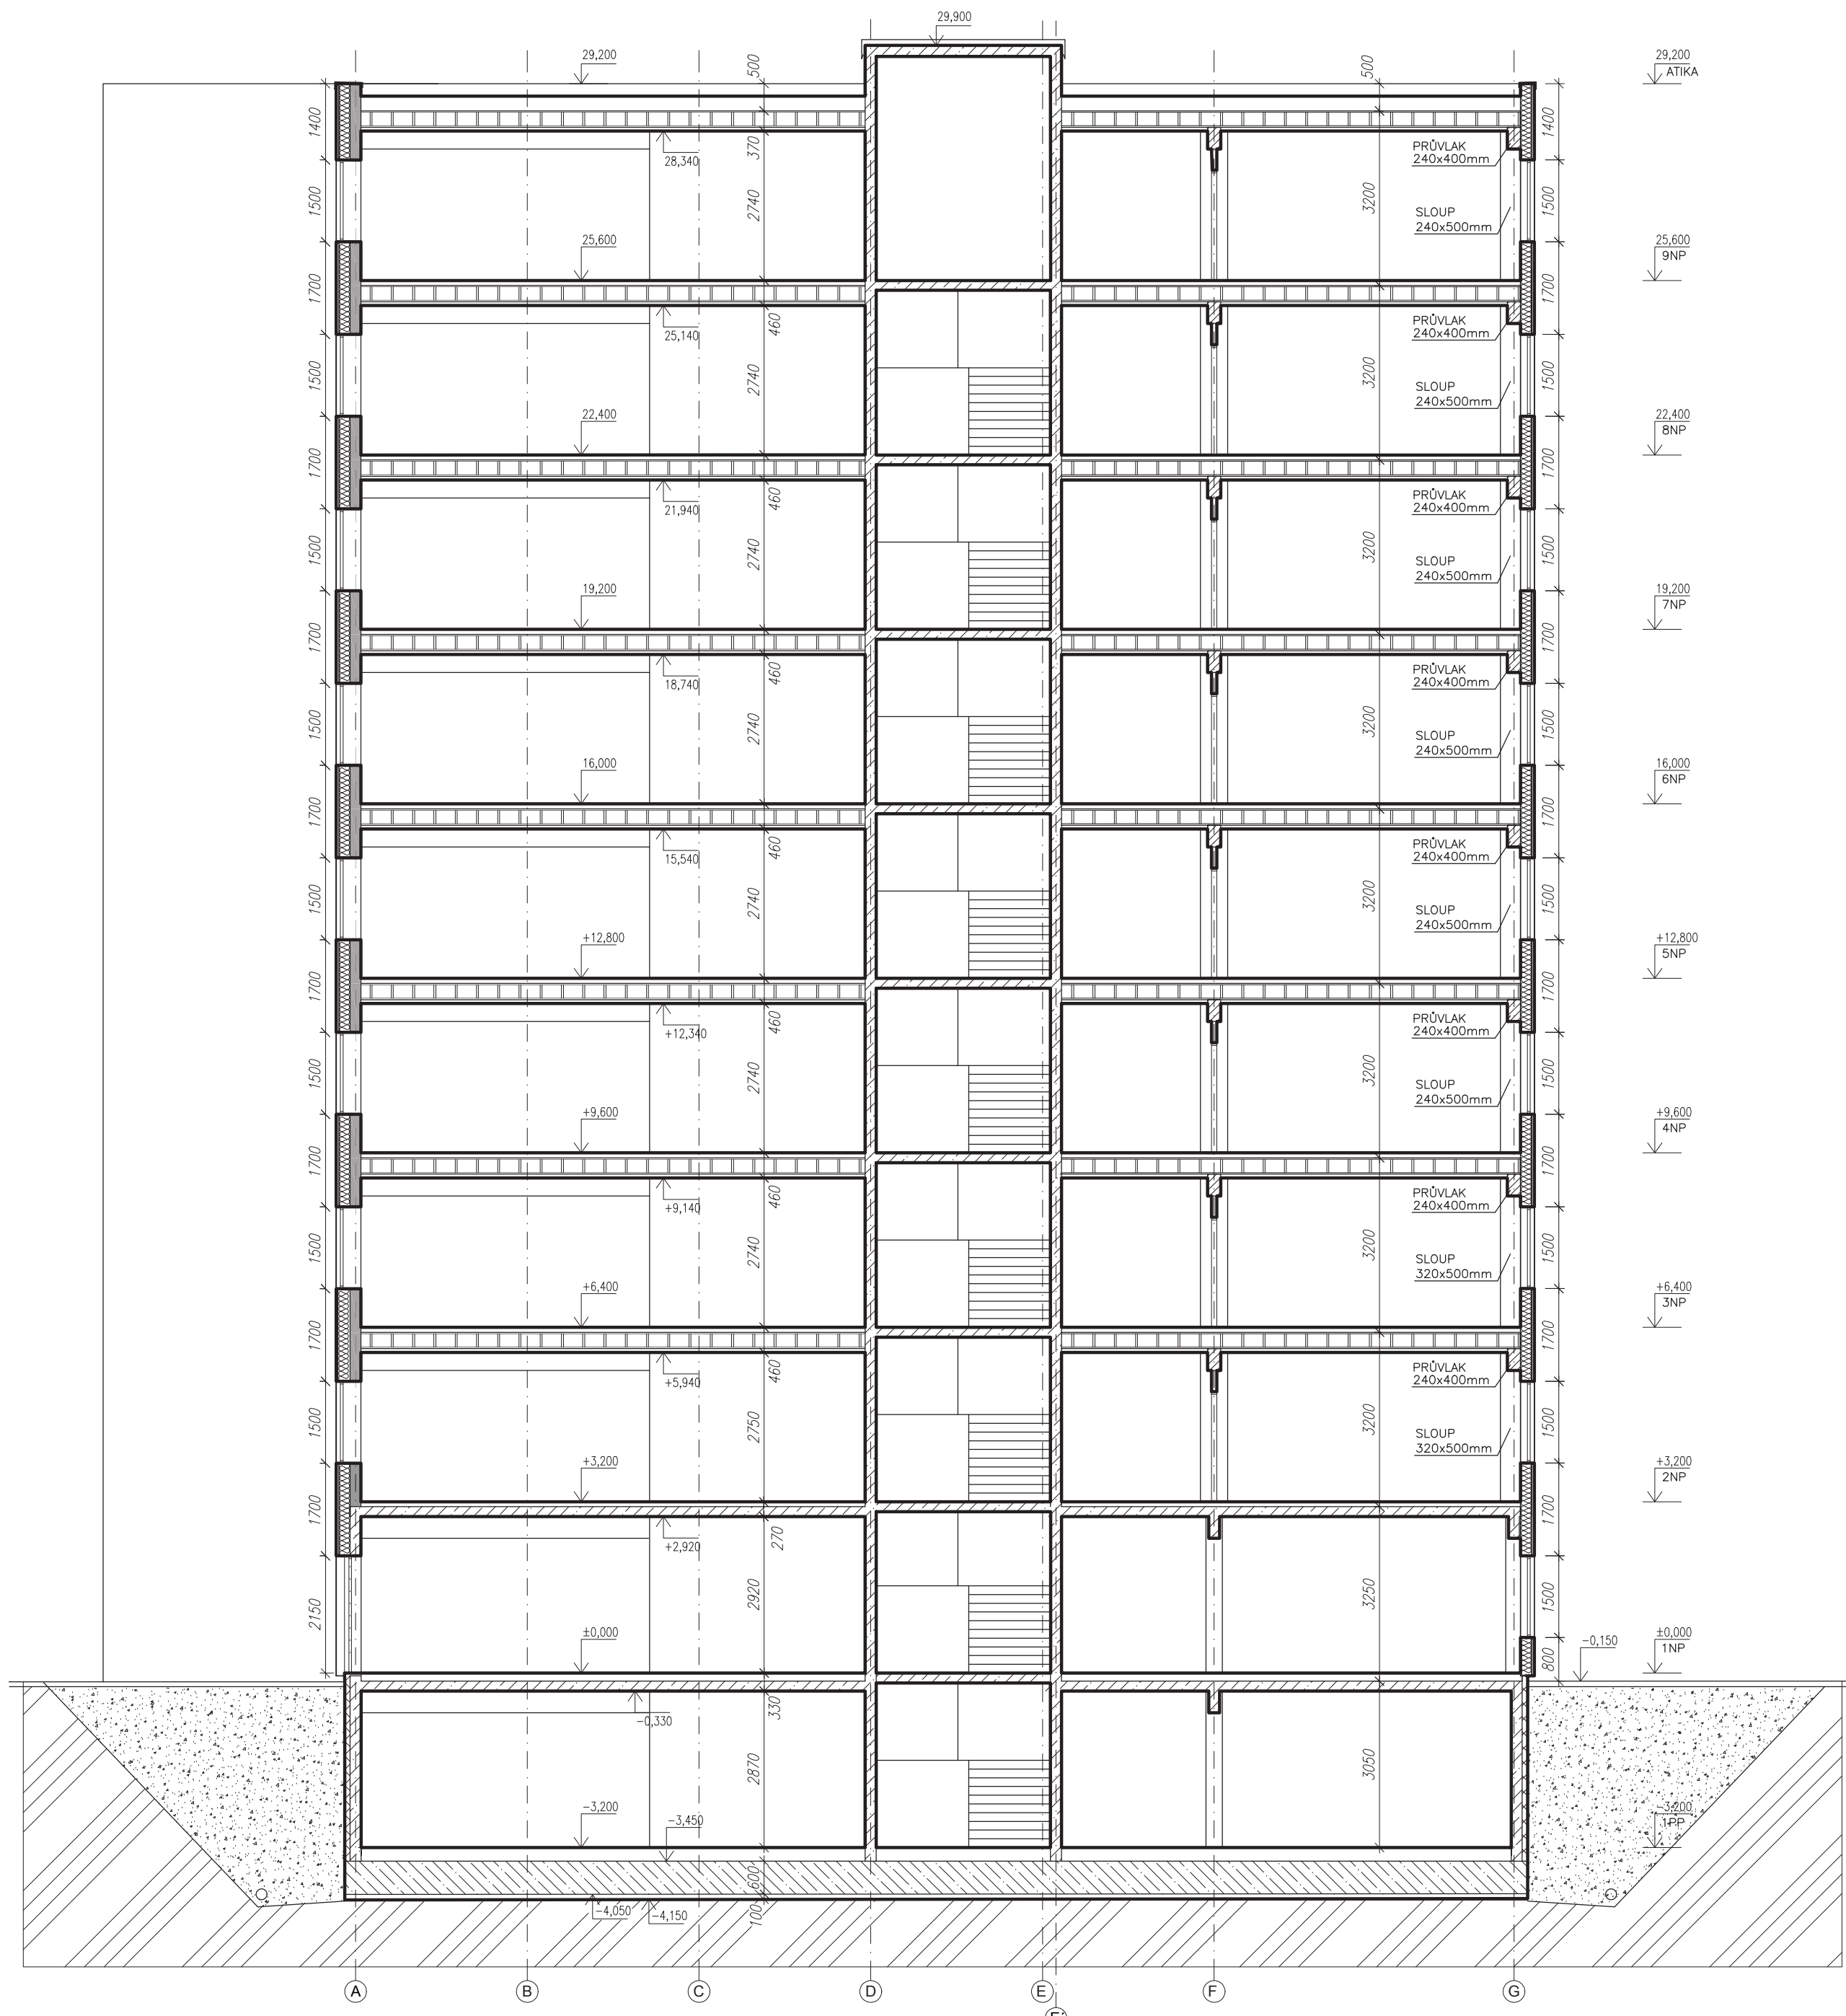 29,900
29,200
500
500
29,200
ATIKA
1400
370
28,340
PRŮVLAK
240x400mm
1400
1500
2740
3200
SLOUP
240x500mm
1500
25,600
25,600
9NP
1700
460
25,140
PRŮVLAK
240x400mm
1700
1500
2740
3200
SLOUP
240x500mm
1500
22,400
22,400
8NP
1700
460
21,940
PRŮVLAK
240x400mm
1700
1500
2740
3200
SLOUP
240x500mm
1500
19,200
19,200
7NP
1700
460
18,740
PRŮVLAK
240x400mm
1700
1500
2740
3200
SLOUP
240x500mm
1500
16,000
16,000
6NP
1700
460
15,540
PRŮVLAK
240x400mm
1700
1500
2740
3200
SLOUP
240x500mm
1500
+12,800
+12,800
5NP
1700
460
+12,340
PRŮVLAK
240x400mm
1700
1500
2740
3200
SLOUP
240x500mm
1500
+9,600
+9,600
4NP
1700
460
+9,140
PRŮVLAK
240x400mm
1700
1500
2740
3200
SLOUP
320x500mm
1500
+6,400
+6,400
3NP
1700
460
+5,940
PRŮVLAK
240x400mm
1700
1500
2750
3200
SLOUP
320x500mm
1500
+3,200
+3,200
2NP
1700
270
+2,920
1700
2150
2920
3250
1500
±0,000
-0,150
±0,000
1NP
800
330
-0,330
2870
3050
-3,200
-3,450
-3,200
1PP
600
100
-4,050
-4,150
A
B
C
D
E
F
G